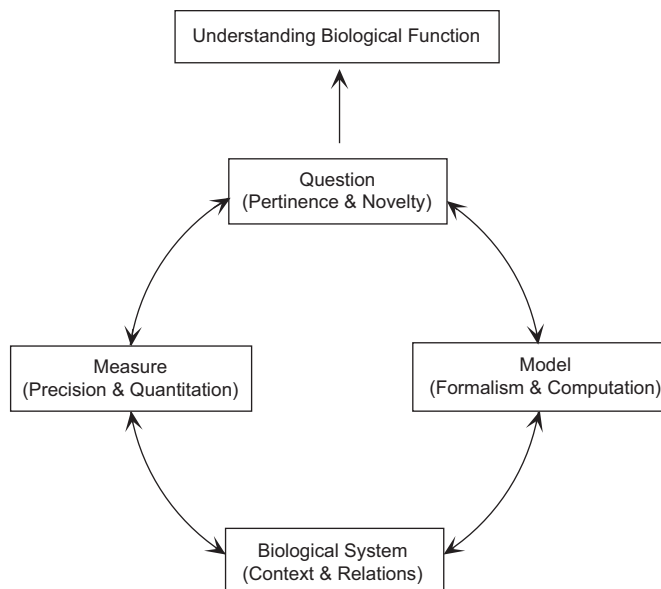 Understanding Biological Function
Question
(Pertinence & Novelty)
Measure
(Precision & Quantitation)
Model
(Formalism & Computation)
Biological System
(Context & Relations)